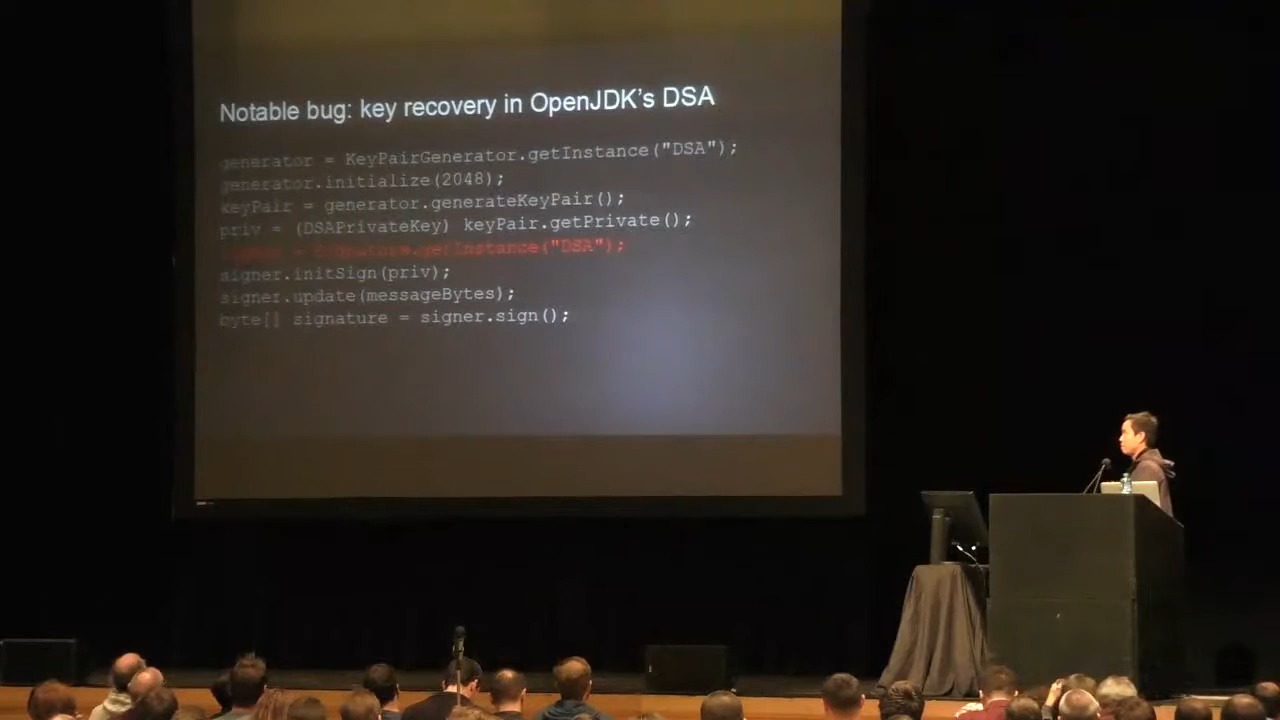 Notable bug: key recovery in OpenJDK's DSA
generator = KeyPairGenerator.getInstance("DSA");
generator.initialize(2048);
keyPair = generator.generateKeyPair();
priv = (DSAPrivateKey) keyPair.getPrivate();
= Signature.getInstance("DSA");
signer.initSign(priv);
signer.update(messageBytes);
byte[] signature = signer.sign();